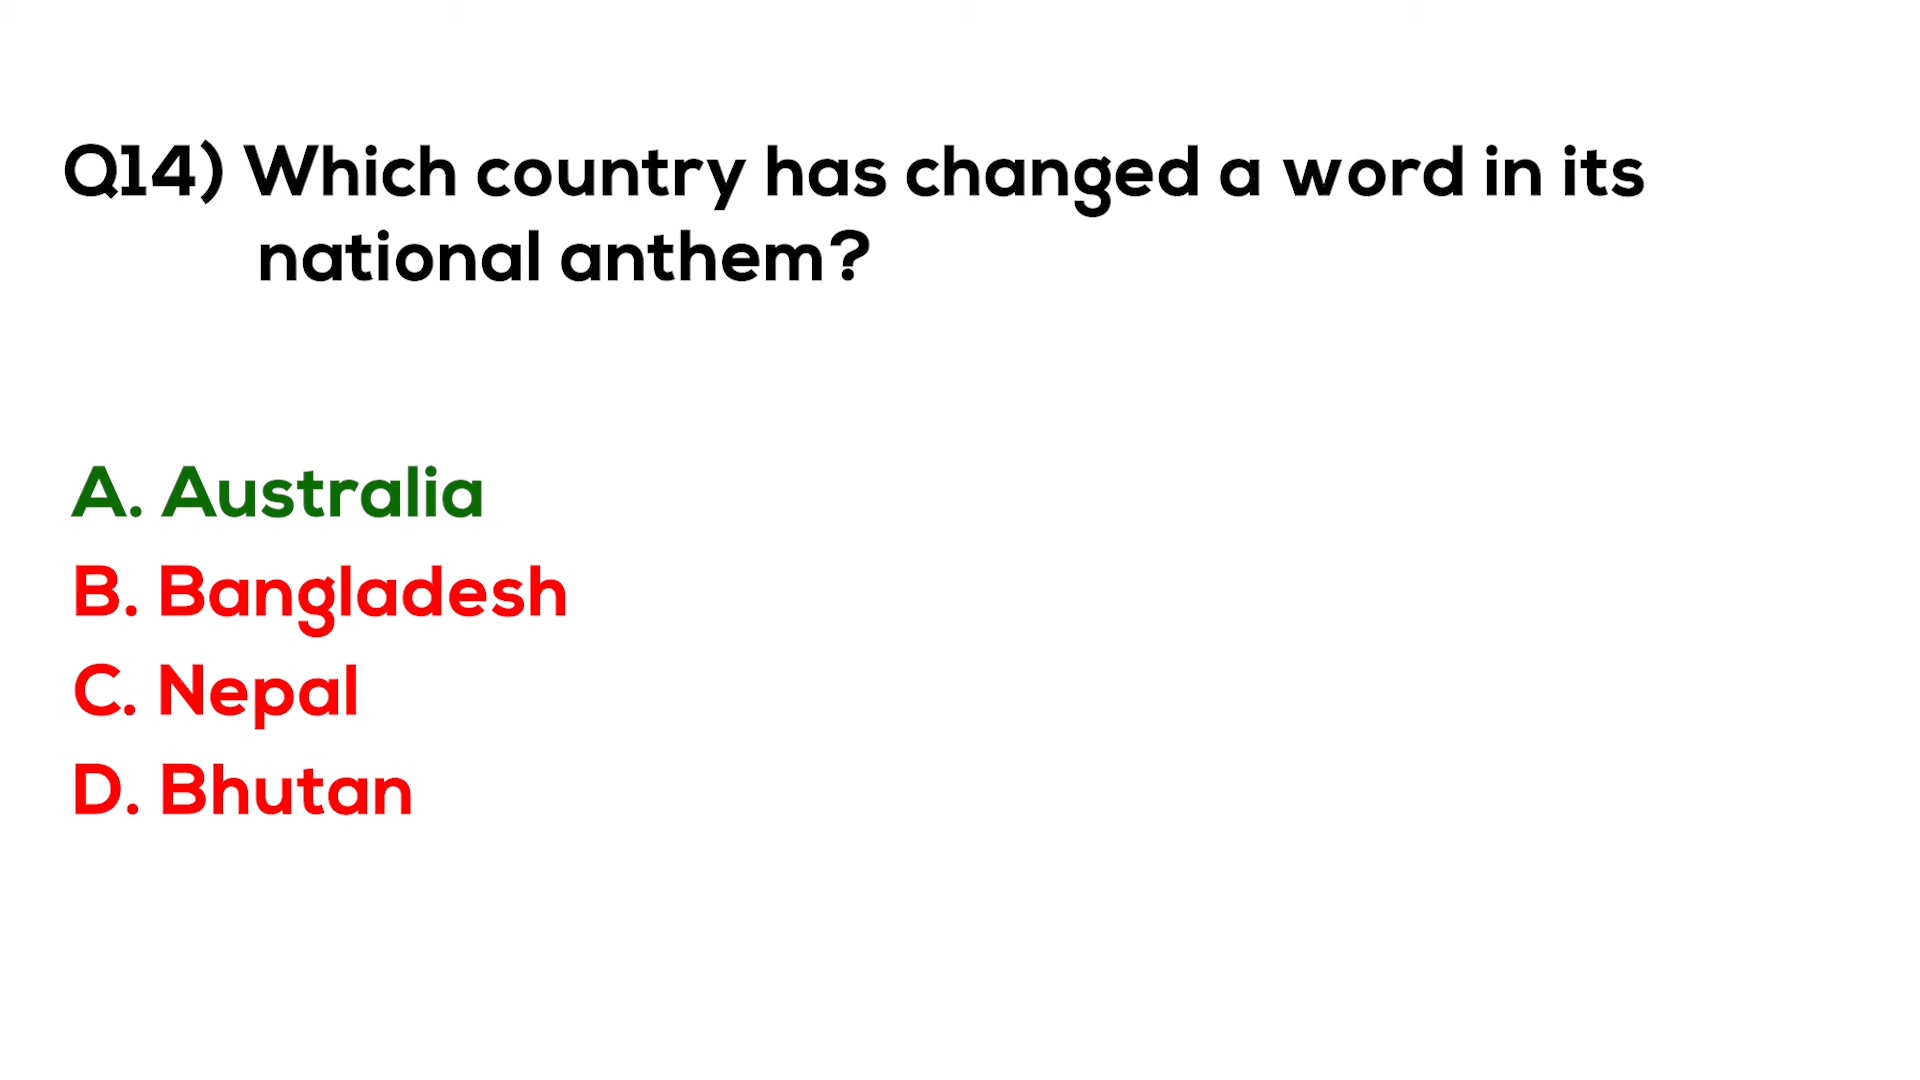 Q14) Which country has changed a word in its
national anthem?
A. Australia
B. Bangladesh
C. Nepal
D. Bhutan